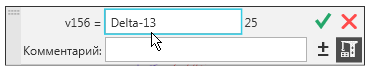 v156 = Delta-13 25
Комментарий: ±